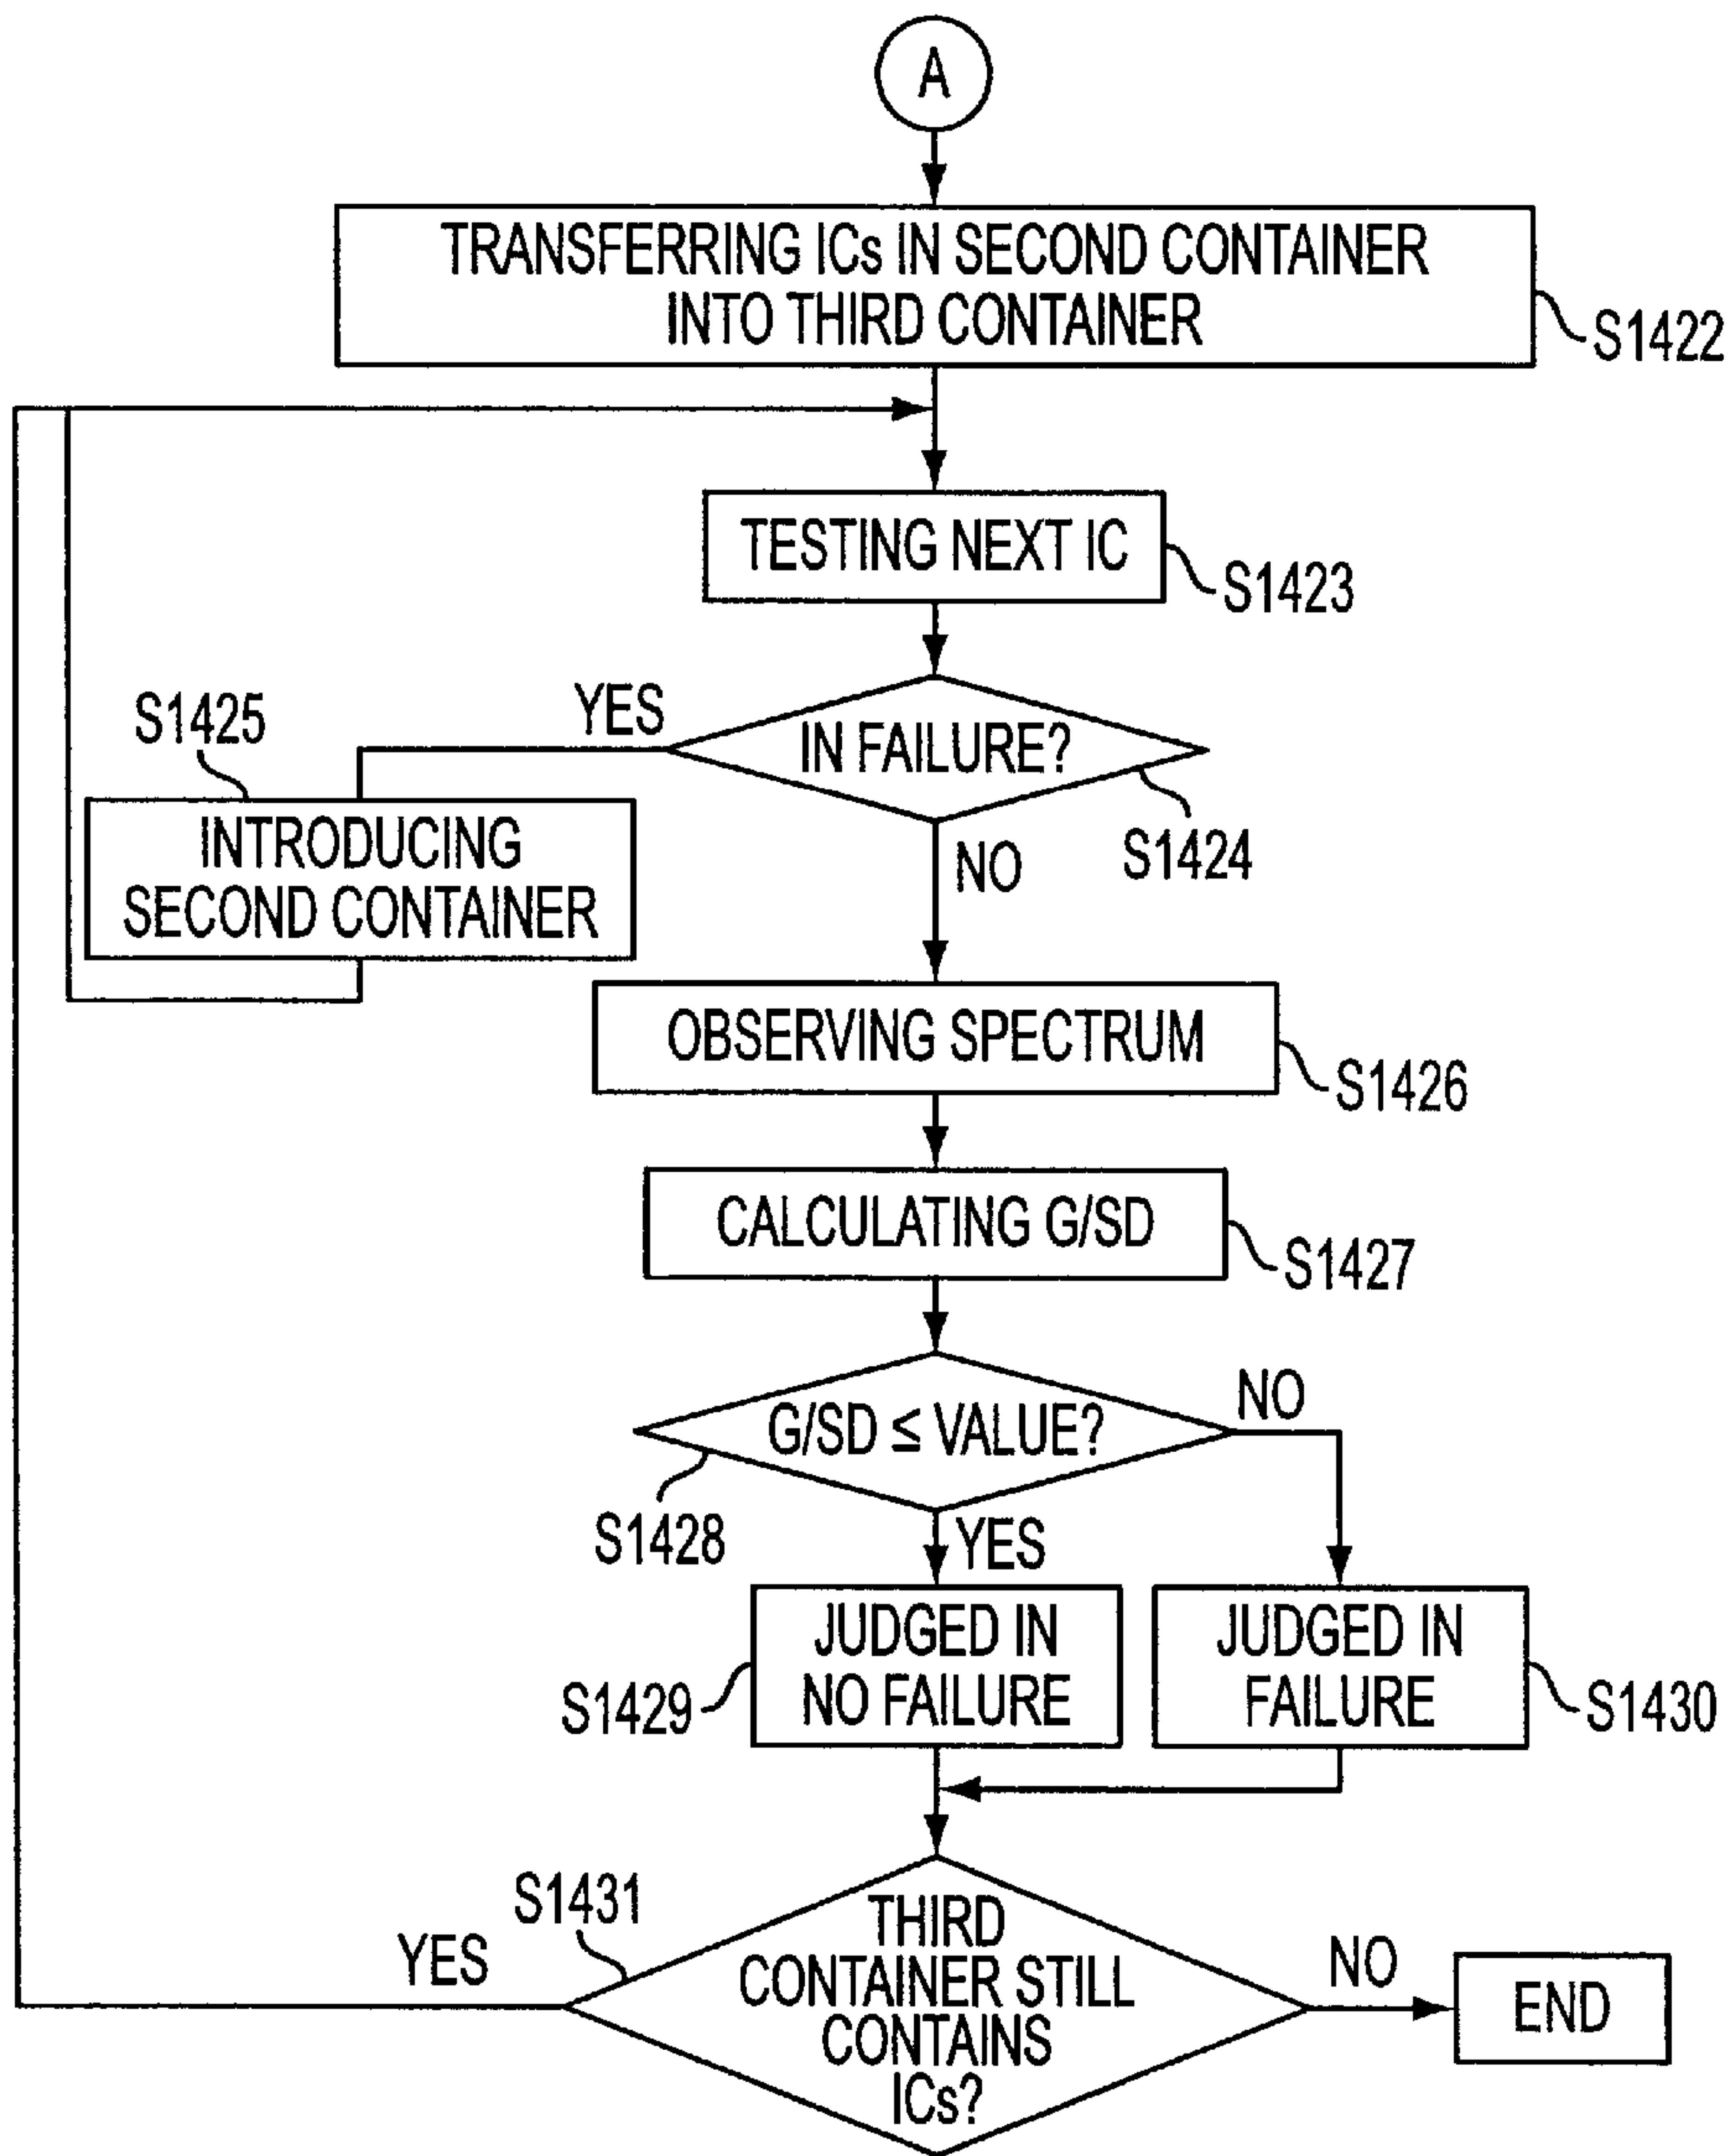 A
TRANSFERRING ICs IN SECOND CONTAINER
INTO THIRD CONTAINER
S1422
TESTING NEXT IC
S1423
IN FAILURE?
S1424
YES
S1425
INTRODUCING
SECOND CONTAINER
NO
OBSERVING SPECTRUM
S1426
CALCULATING G/SD
S1427
G/SD ≤ VALUE?
NO
S1428
YES
JUDGED IN
NO FAILURE
S1429
JUDGED IN
FAILURE
S1430
S1431
THIRD
CONTAINER STILL
CONTAINS
ICs?
YES
NO
END